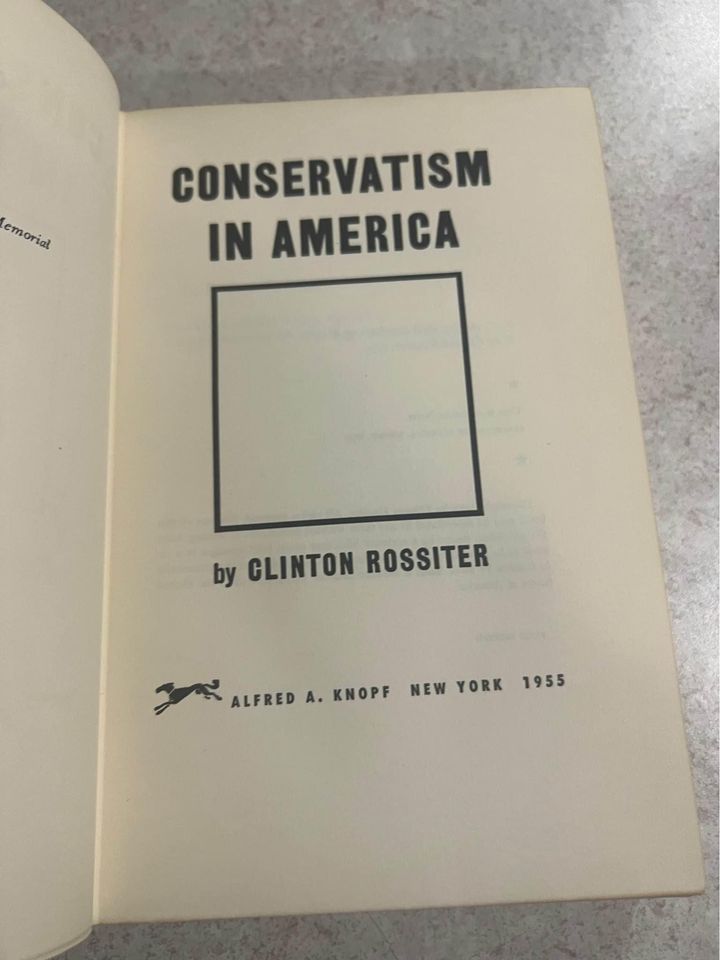 Memorial
CONSERVATISM
IN AMERICA
by CLINTON ROSSITER
ALFRED A. KNOPF NEW YORK 1955